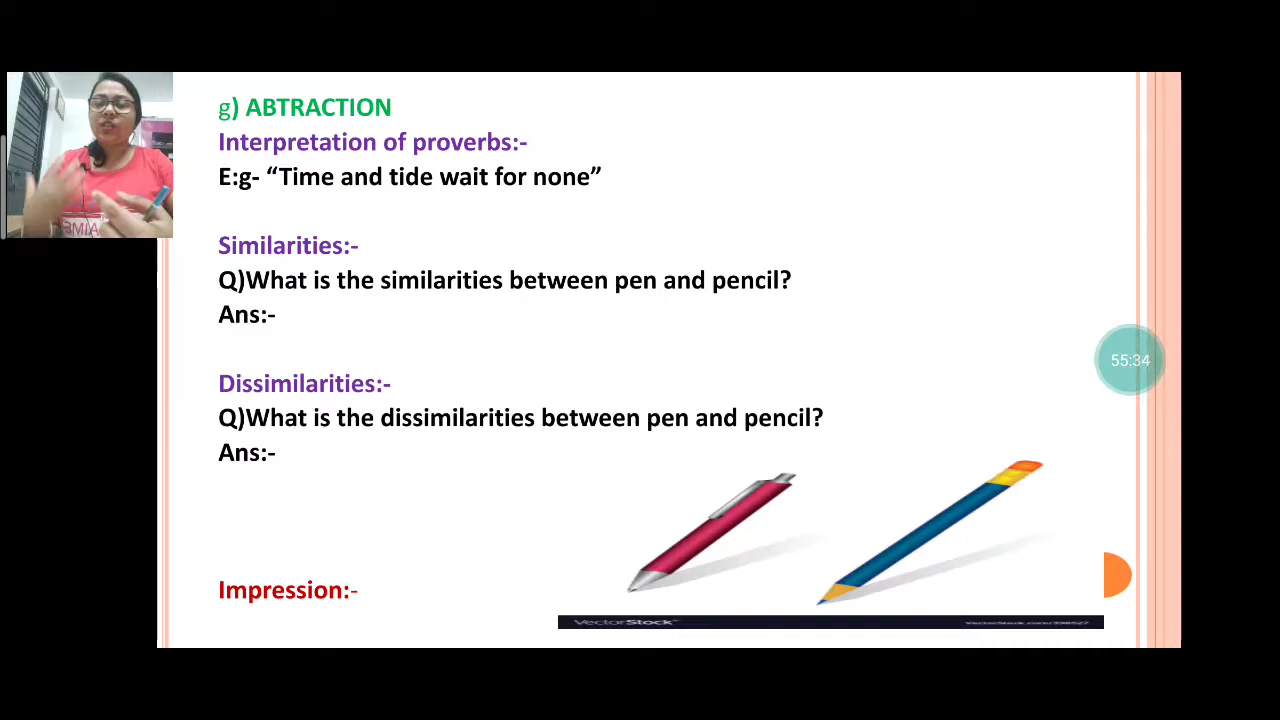 g) ABTRACTION
Interpretation of proverbs:-
E:g- “Time and tide wait for none”
Similarities:-
Q)What is the similarities between pen and pencil?
Ans:-
Dissimilarities:-
Q)What is the dissimilarities between pen and pencil?
Ans:-
Impression:-
55:34
VectorStock